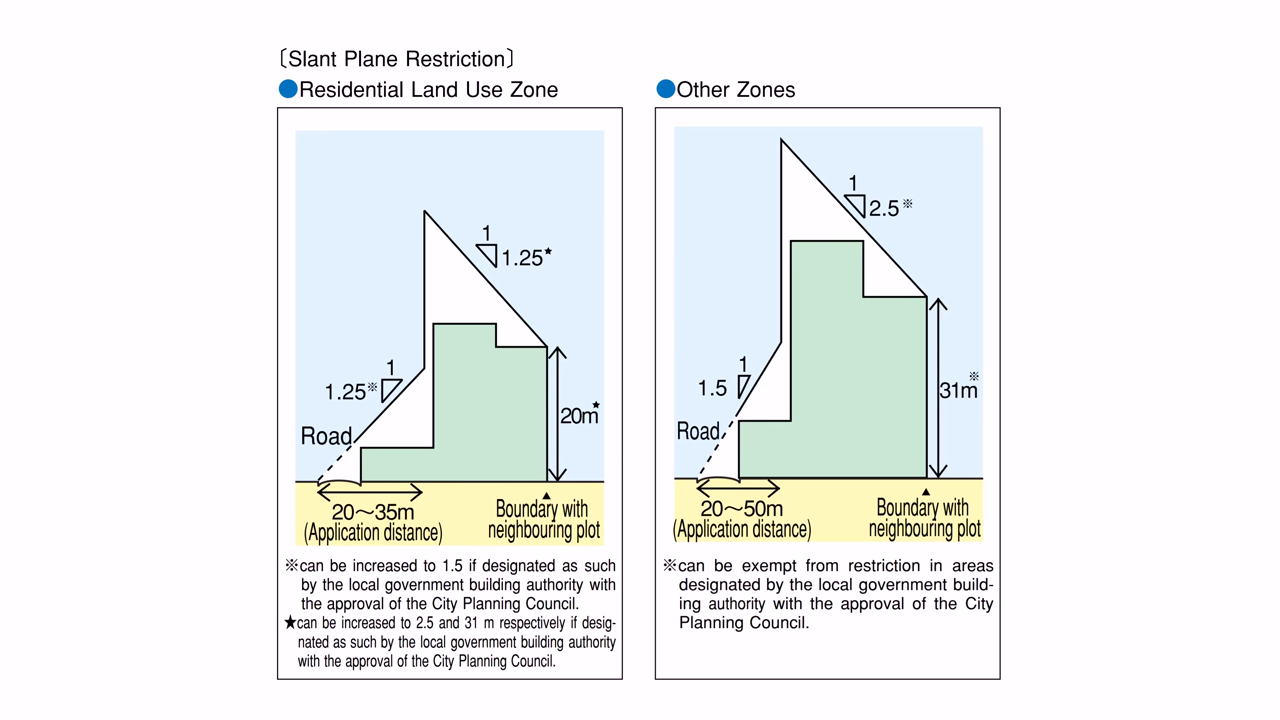 〔Slant Plane Restriction〕
●Residential Land Use Zone
1
1.25★
1
1.25※
Road
20m★
20～35m
(Application distance)
Boundary with
neighbouring plot
※can be increased to 1.5 if designated as such
by the local government building authority with
the approval of the City Planning Council.
★can be increased to 2.5 and 31 m respectively if desig-
nated as such by the local government building authority
with the approval of the City Planning Council.
●Other Zones
1
2.5※
1
1.5
Road
31m※
20～50m
(Application distance)
Boundary with
neighbouring plot
※can be exempt from restriction in areas
designated by the local government build-
ing authority with the approval of the City
Planning Council.